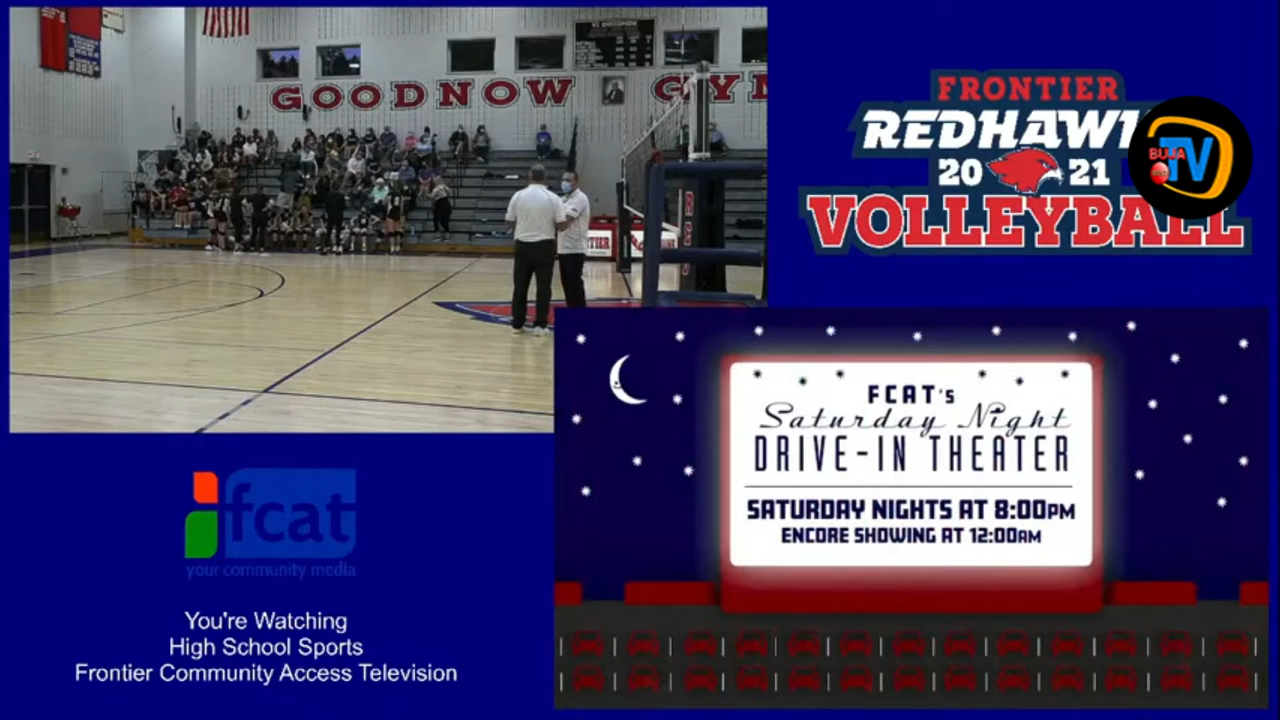 GOODNOW GYM
FRONTIER
REDHAWK
20 21
VOLLEYBALL
BUJA
TV
FCAT'S
Saturday Night
DRIVE-IN THEATER
SATURDAY NIGHTS AT 8:00PM
ENCORE SHOWING AT 12:00AM
fcat
your community media
You're Watching
High School Sports
Frontier Community Access Television